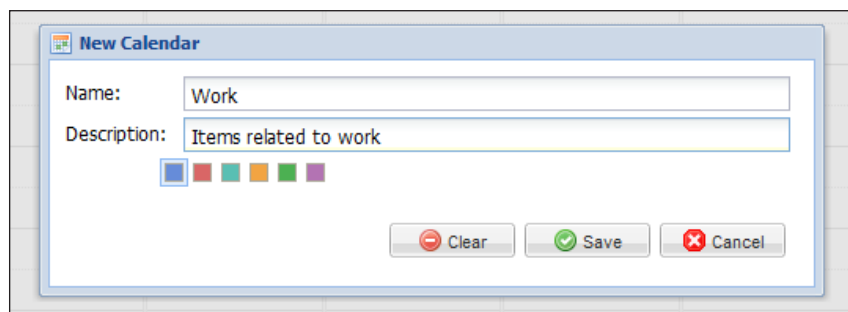 New Calendar
Name: Work
Description: Items related to work
Clear Save Cancel